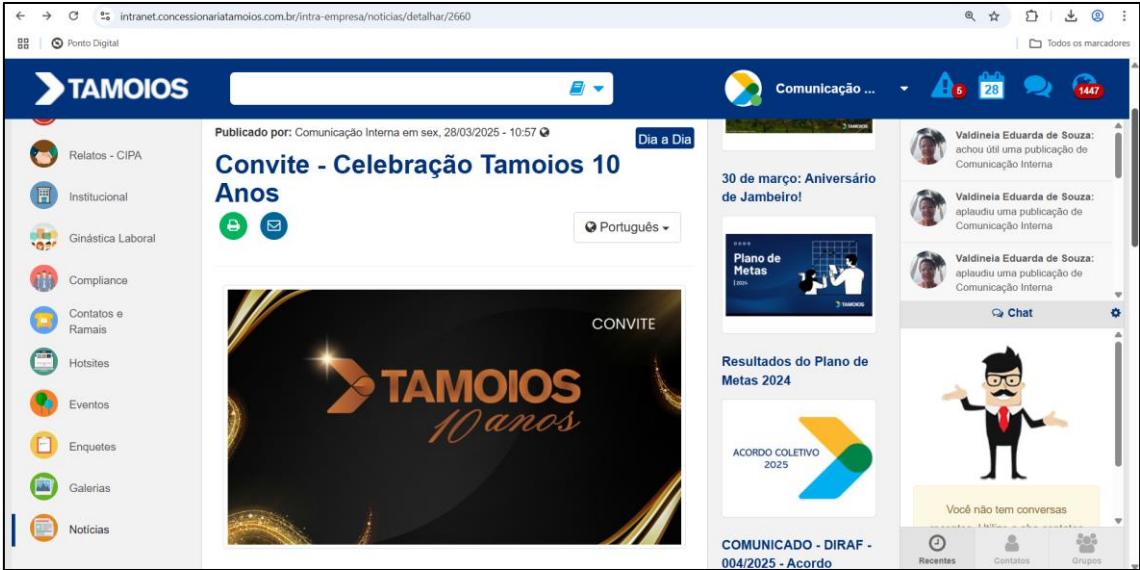 intranet.concessionariatamoios.com.br/intra-empresa/noticias/detalhar/2660
Ponto Digital
Todos os marcadores
TAMOIOS
Comunicação ...
5
28
1447
Relatos - CIPA
Institucional
Ginástica Laboral
Compliance
Contatos e
Ramais
Hotsites
Eventos
Enquetes
Galerias
Notícias
Publicado por: Comunicação Interna em sex, 28/03/2025 - 10:57
Dia a Dia
Convite - Celebração Tamoios 10
Anos
Português
CONVITE
TAMOIOS
10 anos
TAMOIOS
30 de março: Aniversário
de Jambeiro!
Plano de
Metas
| 2024
TAMOIOS
Resultados do Plano de
Metas 2024
ACORDO COLETIVO
2025
COMUNICADO - DIRAF -
004/2025 - Acordo
Valdineia Eduarda de Souza:
achou útil uma publicação de
Comunicação Interna
Valdineia Eduarda de Souza:
aplaudiu uma publicação de
Comunicação Interna
Valdineia Eduarda de Souza:
aplaudiu uma publicação de
Comunicação Interna
Chat
Você não tem conversas
Recentes
Contatos
Grupos